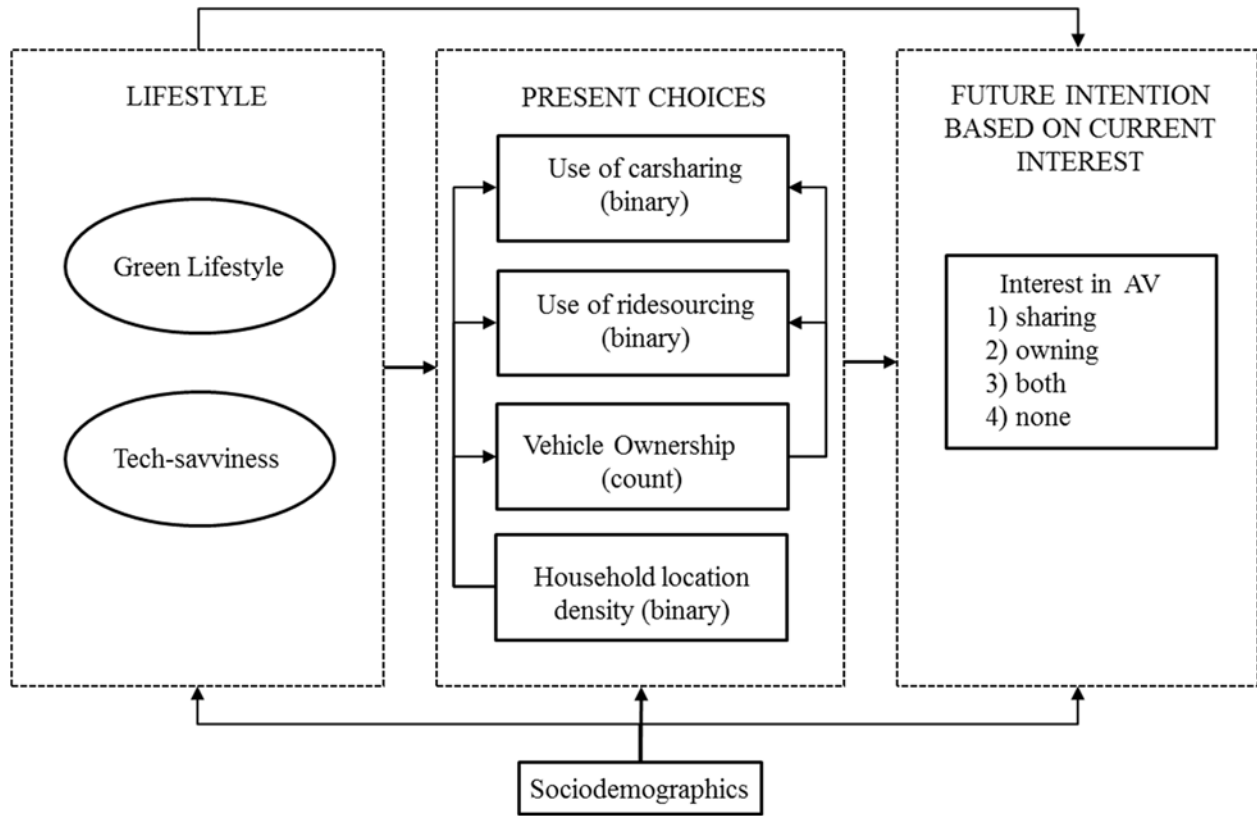 LIFESTYLE
Green Lifestyle
Tech-savviness
PRESENT CHOICES
Use of carsharing
(binary)
Use of ridesourcing
(binary)
Vehicle Ownership
(count)
Household location
density (binary)
FUTURE INTENTION
BASED ON CURRENT
INTEREST
Interest in AV
1) sharing
2) owning
3) both
4) none
Sociodemographics